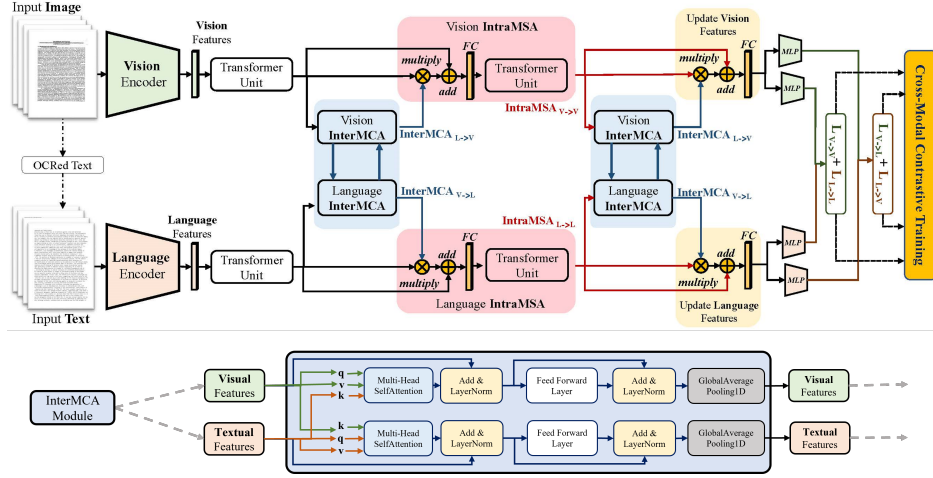 Input Image
Vision
Encoder
Vision
Features
Transformer
Unit
Vision IntraMSA
multiply
add
FC
Transformer
Unit
Update Vision
Features
multiply
add
FC
MLP
MLP
IntraMSA V->V
Vision
InterMCA
InterMCA L->V
Vision
InterMCA
InterMCA L->V
OCRed Text
Language
InterMCA
InterMCA V->L
Language
InterMCA
InterMCA V->L
L V->V + L L->L
L V->L + L L->V
Cross-Modal Contrastive Training
Language
Features
Language
Encoder
Transformer
Unit
IntraMSA L->L
FC
add
multiply
Transformer
Unit
Language IntraMSA
FC
add
multiply
Update Language
Features
MLP
MLP
Input Text
InterMCA
Module
Visual
Features
q
v
k
Multi-Head
SelfAttention
Add &
LayerNorm
Feed Forward
Layer
Add &
LayerNorm
GlobalAverage
Pooling1D
Visual
Features
Textual
Features
k
q
v
Multi-Head
SelfAttention
Add &
LayerNorm
Feed Forward
Layer
Add &
LayerNorm
GlobalAverage
Pooling1D
Textual
Features